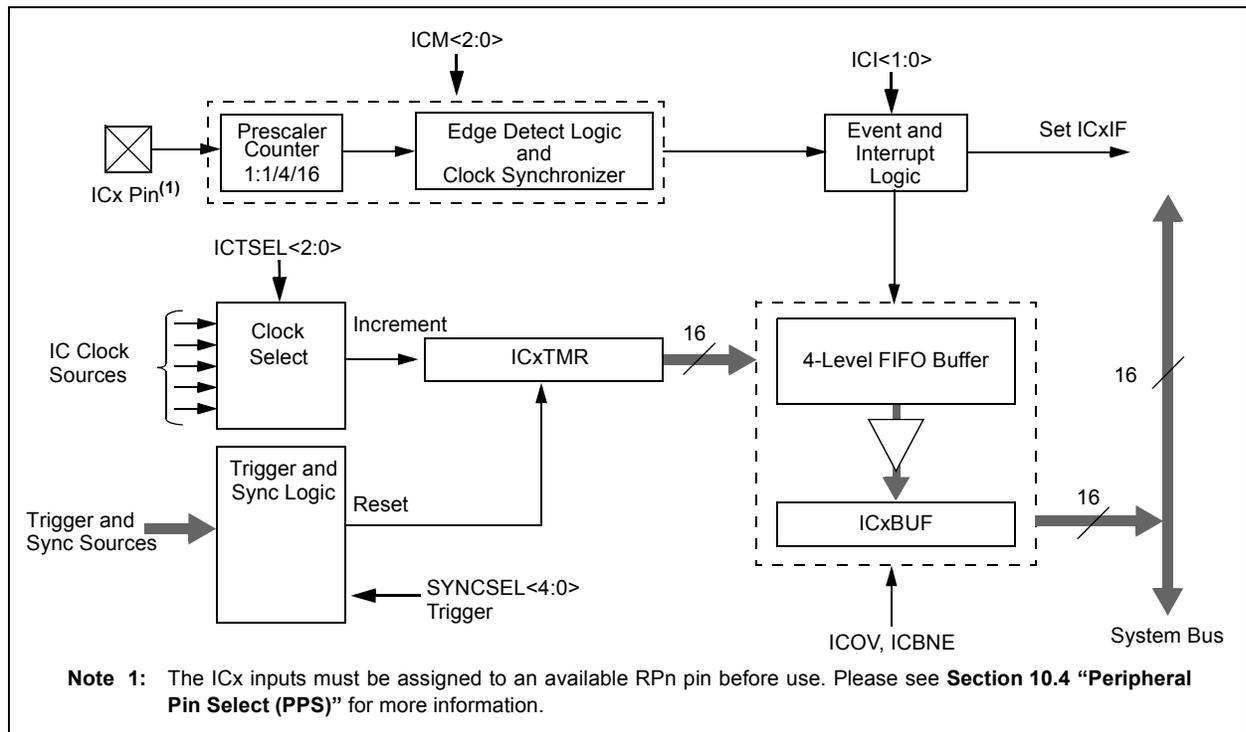 ICM<2:0>
ICI<1:0>
Prescaler
Counter
1:1/4/16
Edge Detect Logic
and
Clock Synchronizer
Event and
Interrupt
Logic
Set ICxIF
ICx Pin(1)
ICTSEL<2:0>
IC Clock
Sources
Clock
Select
Increment
ICxTMR
16
4-Level FIFO Buffer
16
Trigger and
Sync Logic
Reset
Trigger and
Sync Sources
ICxBUF
16
SYNCSEL<4:0>
Trigger
ICOV, ICBNE
System Bus
Note 1: The ICx inputs must be assigned to an available RPn pin before use. Please see Section 10.4 “Peripheral
Pin Select (PPS)” for more information.